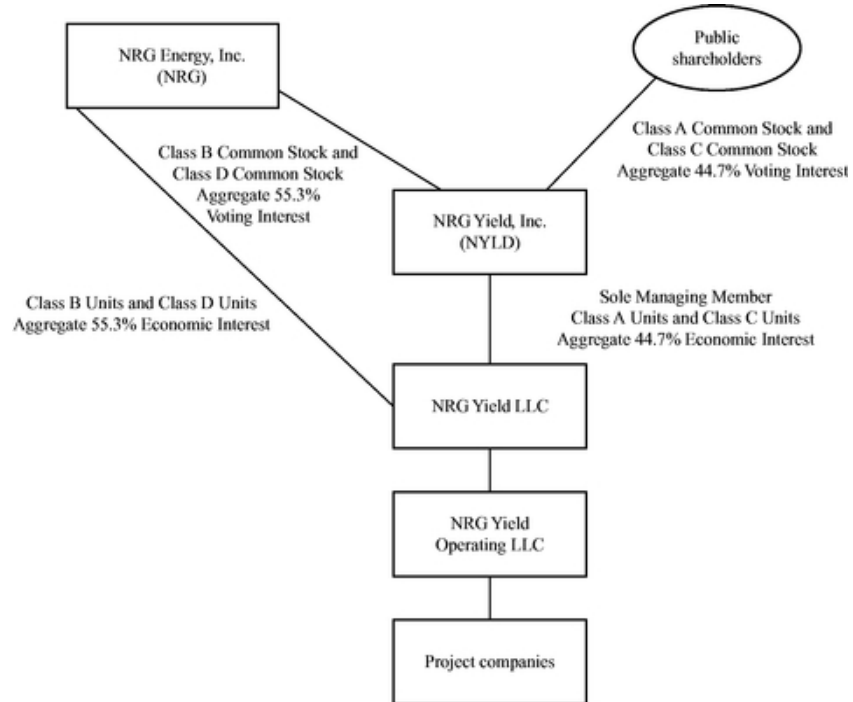 NRG Energy, Inc.
(NRG)
Public
shareholders
Class A Common Stock and
Class C Common Stock
Aggregate 44.7% Voting Interest
Class B Common Stock and
Class D Common Stock
Aggregate 55.3%
Voting Interest
NRG Yield, Inc.
(NYLD)
Class B Units and Class D Units
Aggregate 55.3% Economic Interest
Sole Managing Member
Class A Units and Class C Units
Aggregate 44.7% Economic Interest
NRG Yield LLC
NRG Yield
Operating LLC
Project companies